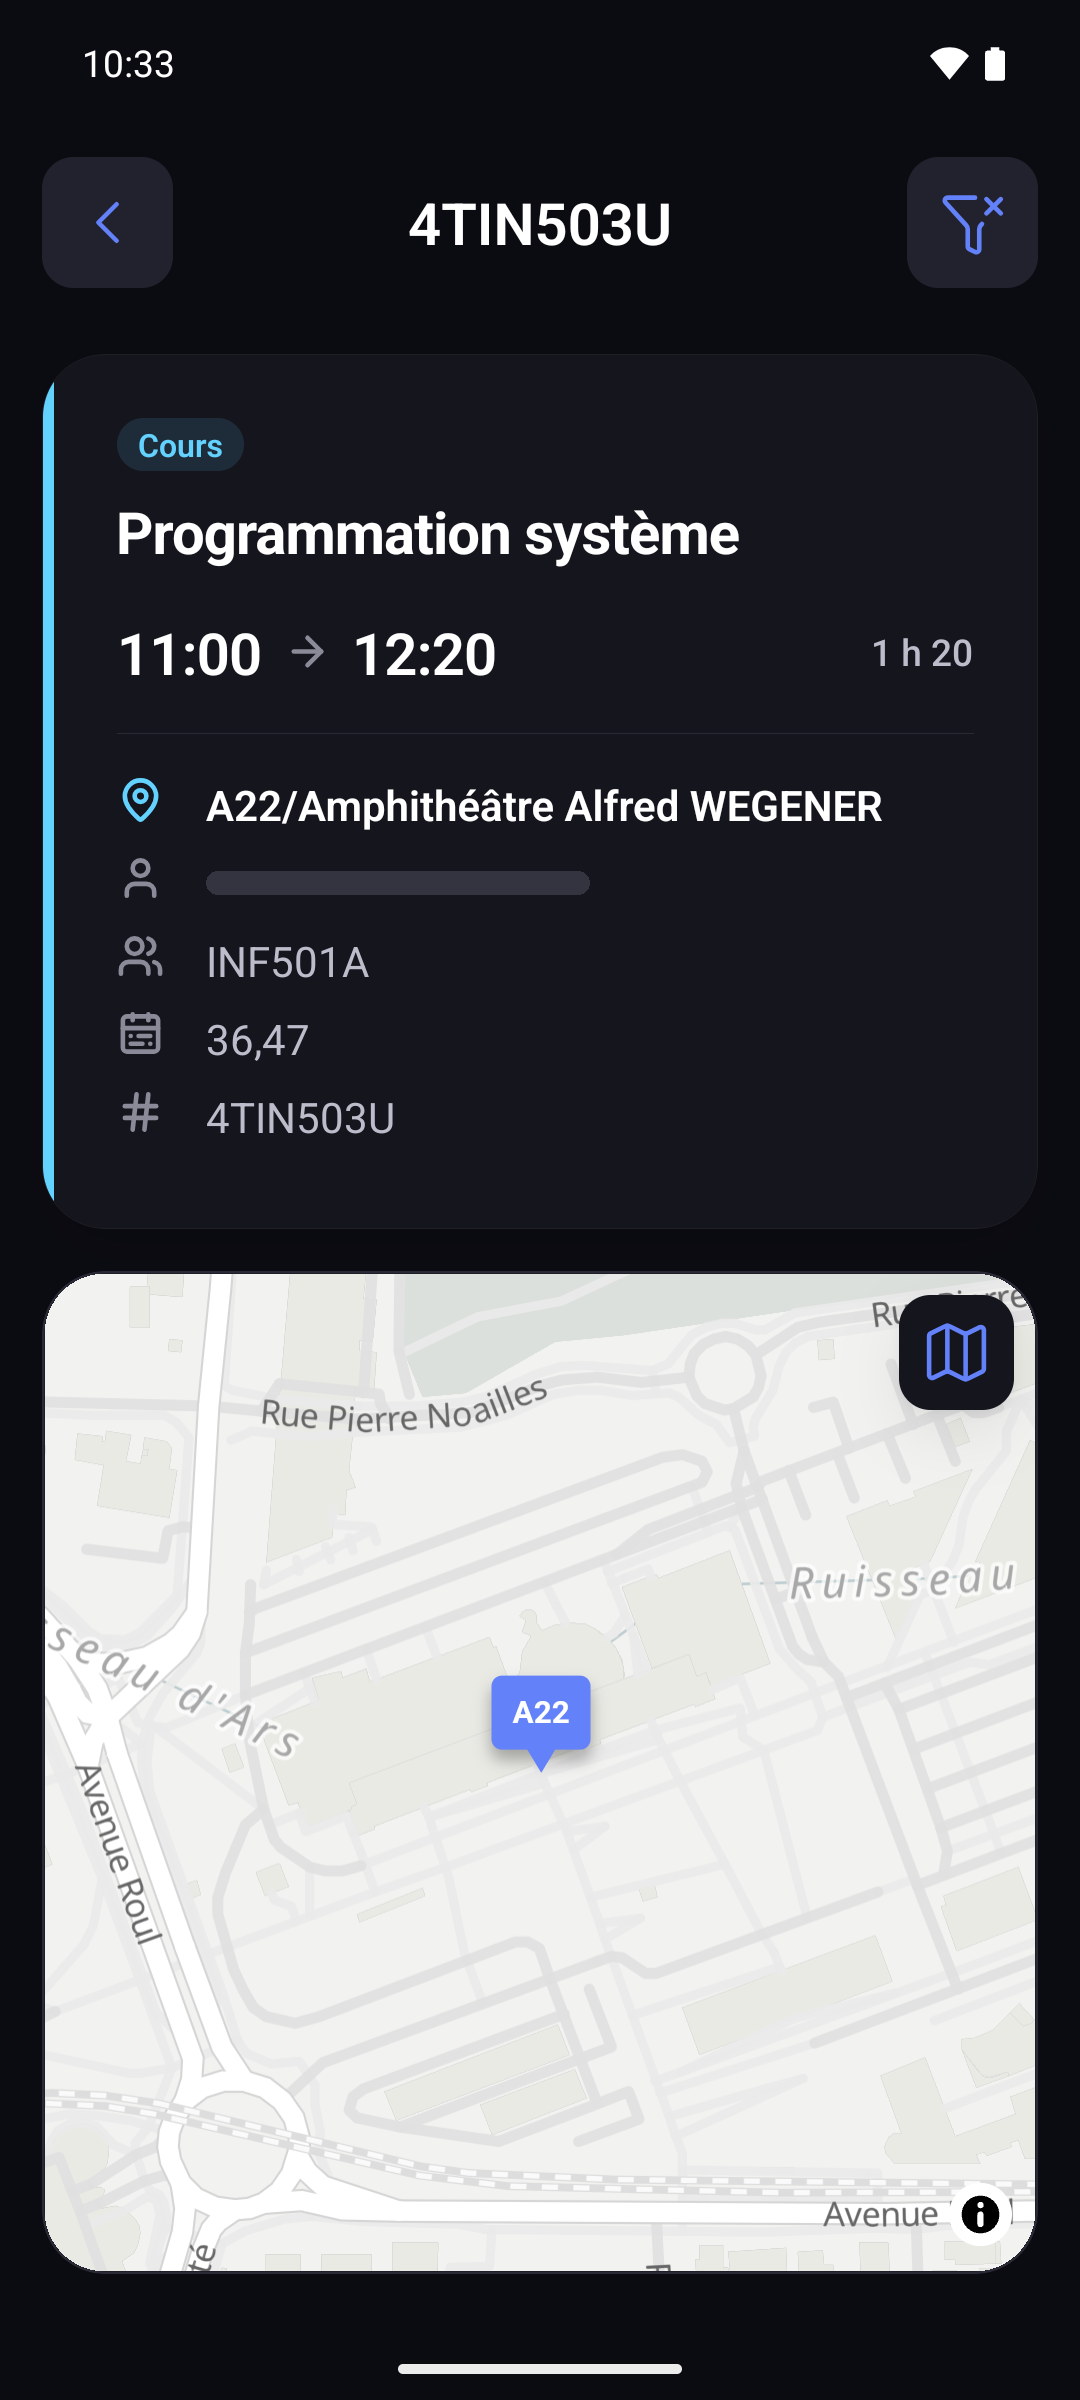 10:33
4TIN503U
Cours
Programmation système
11:00 → 12:20
1 h 20
A22/Amphithéâtre Alfred WEGENER
INF501A
36,47
4TIN503U
Rue Pierre Noailles
Ruisseau
d'Ars
A22
Avenue Roul
Avenue